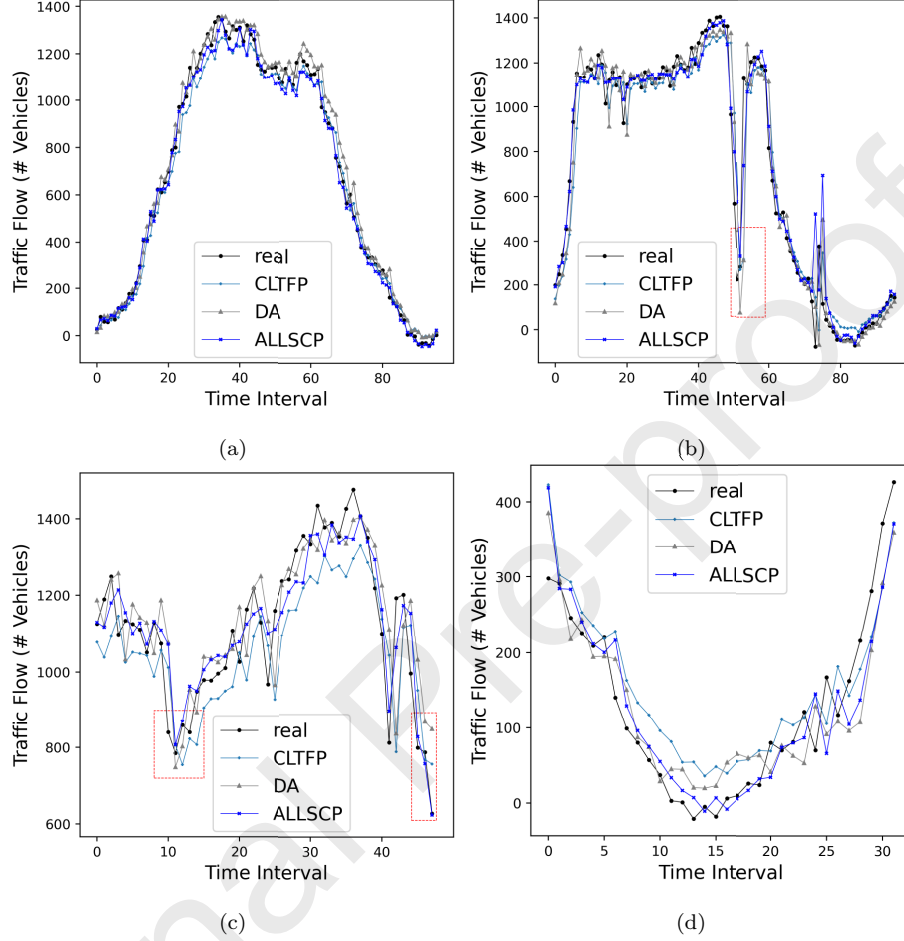 1400
1200
1000
800
600
400
200
0
Traffic Flow (# Vehicles)
real
CLTFP
DA
ALLSCP
0 20 40 60 80
Time Interval
(a)
1400
1200
1000
800
600
400
200
0
Traffic Flow (# Vehicles)
real
CLTFP
DA
ALLSCP
0 20 40 60 80
Time Interval
(b)
1400
1200
1000
800
600
Traffic Flow (# Vehicles)
real
CLTFP
DA
ALLSCP
0 10 20 30 40
Time Interval
(c)
400
300
200
100
0
Traffic Flow (# Vehicles)
real
CLTFP
DA
ALLSCP
0 5 10 15 20 25 30
Time Interval
(d)
nal Pre-proof